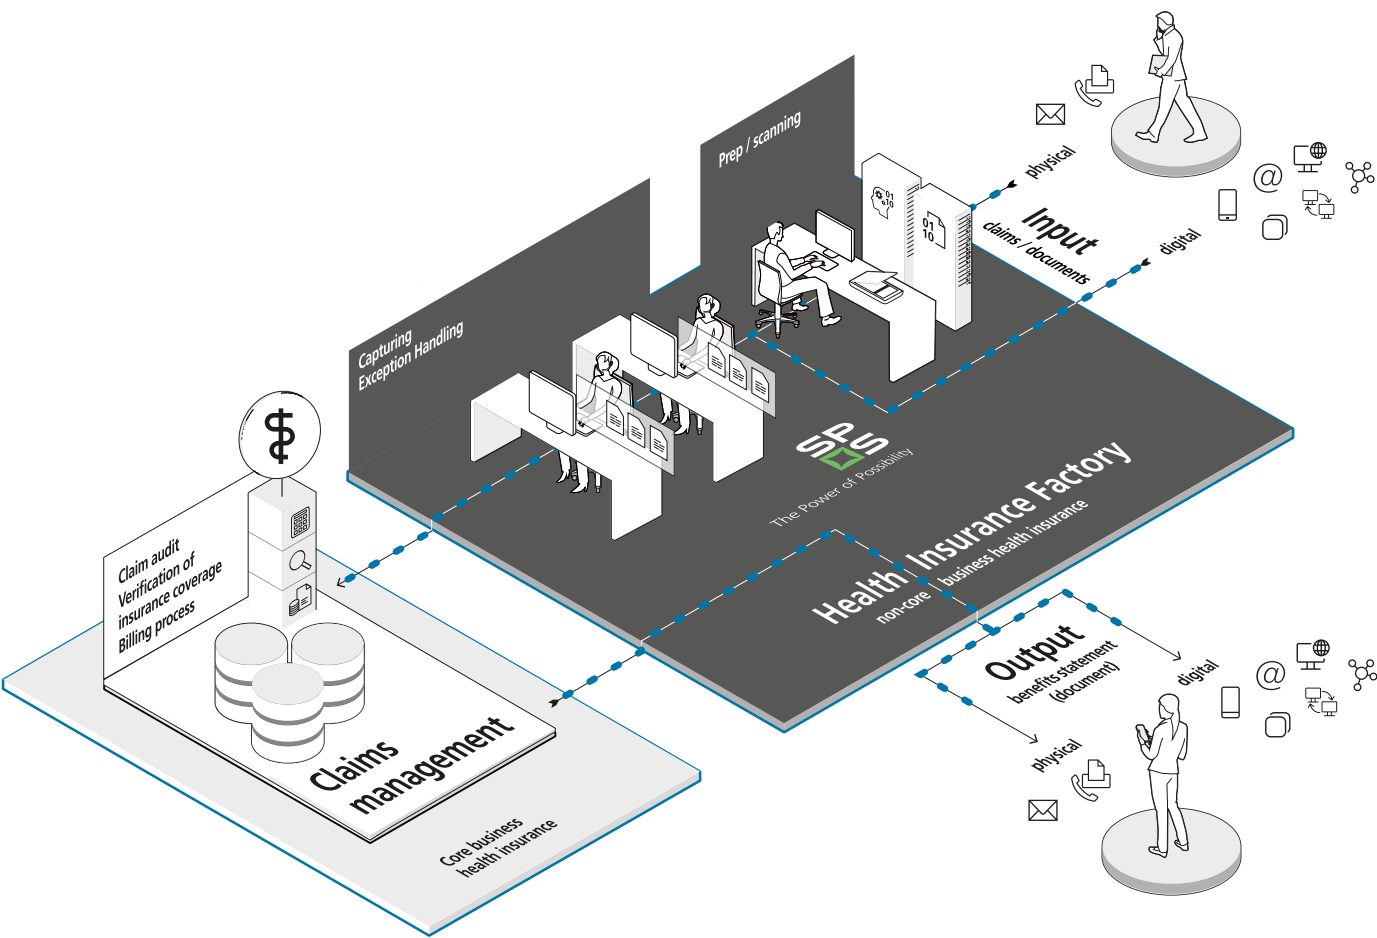 Prep / scanning
physical
Input
claims / documents
digital
01
10
01
10
@
Capturing
Exception Handling
SPS
The Power of Possibility
Health Insurance Factory
non-core business health insurance
Claim audit
Verification of
insurance coverage
Billing process
Claims
management
Core business
health insurance
Output
benefits statement
(document)
digital
@
physical